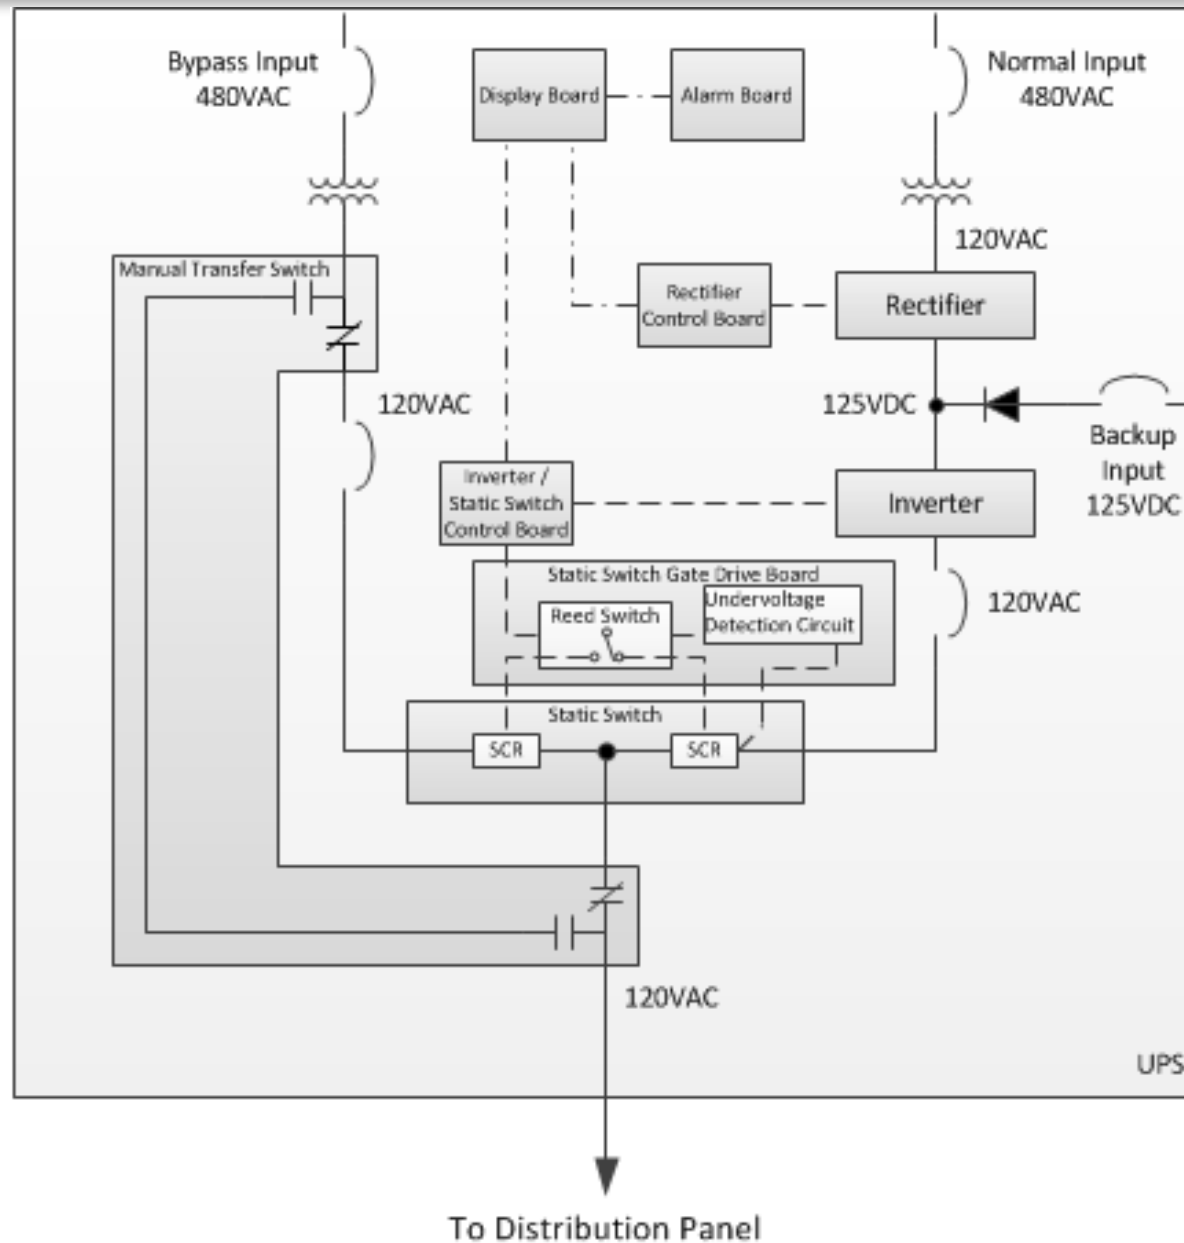 Bypass Input
480VAC
Display Board
Alarm Board
Normal Input
480VAC
120VAC
Manual Transfer Switch
Rectifier
Control Board
Rectifier
120VAC
125VDC
Backup
Input
125VDC
Inverter /
Static Switch
Control Board
Inverter
Static Switch Gate Drive Board
Reed Switch
Undervoltage
Detection Circuit
120VAC
Static Switch
SCR
SCR
120VAC
UPS
To Distribution Panel